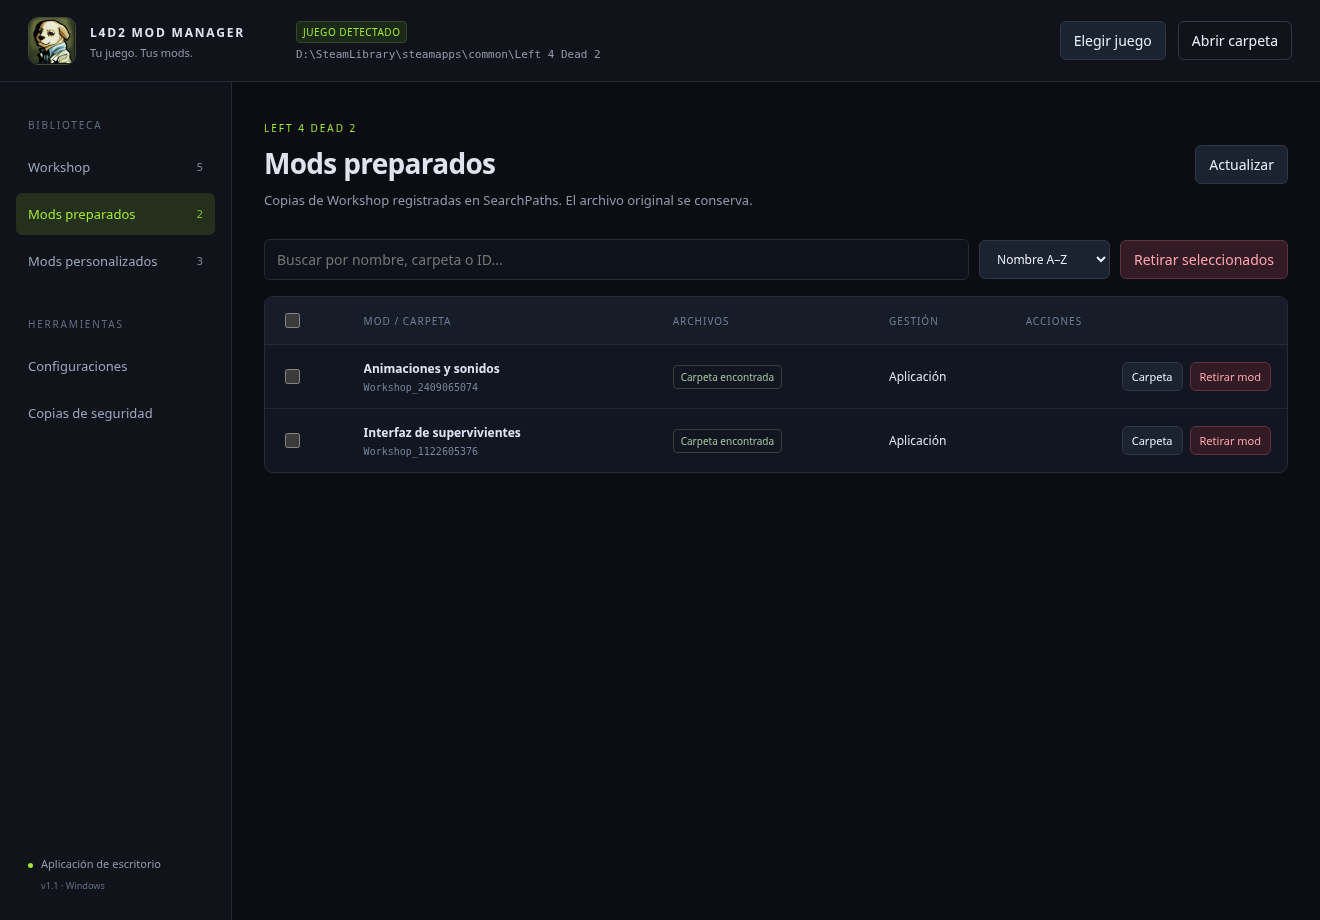 L4D2 MOD MANAGER
Tu juego. Tus mods.
JUEGO DETECTADO
D:\SteamLibrary\steamapps\common\Left 4 Dead 2
Elegir juego
Abrir carpeta
BIBLIOTECA
Workshop 5
Mods preparados 2
Mods personalizados 3
HERRAMIENTAS
Configuraciones
Copias de seguridad
Aplicación de escritorio
v1.1 · Windows
LEFT 4 DEAD 2
Mods preparados
Actualizar
Copias de Workshop registradas en SearchPaths. El archivo original se conserva.
Buscar por nombre, carpeta o ID...
Nombre A–Z
Retirar seleccionados
MOD / CARPETA ARCHIVOS GESTIÓN ACCIONES
Animaciones y sonidos
Workshop_2409065074
Carpeta encontrada
Aplicación
Carpeta
Retirar mod
Interfaz de supervivientes
Workshop_1122605376
Carpeta encontrada
Aplicación
Carpeta
Retirar mod